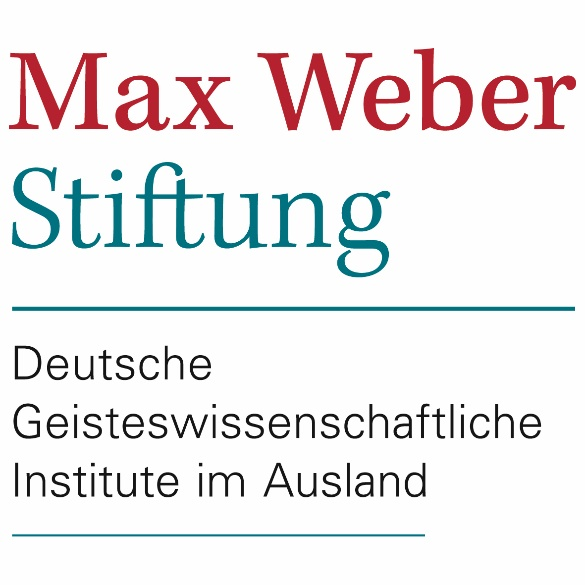 Max Weber
Stiftung
Deutsche
Geisteswissenschaftliche
Institute im Ausland